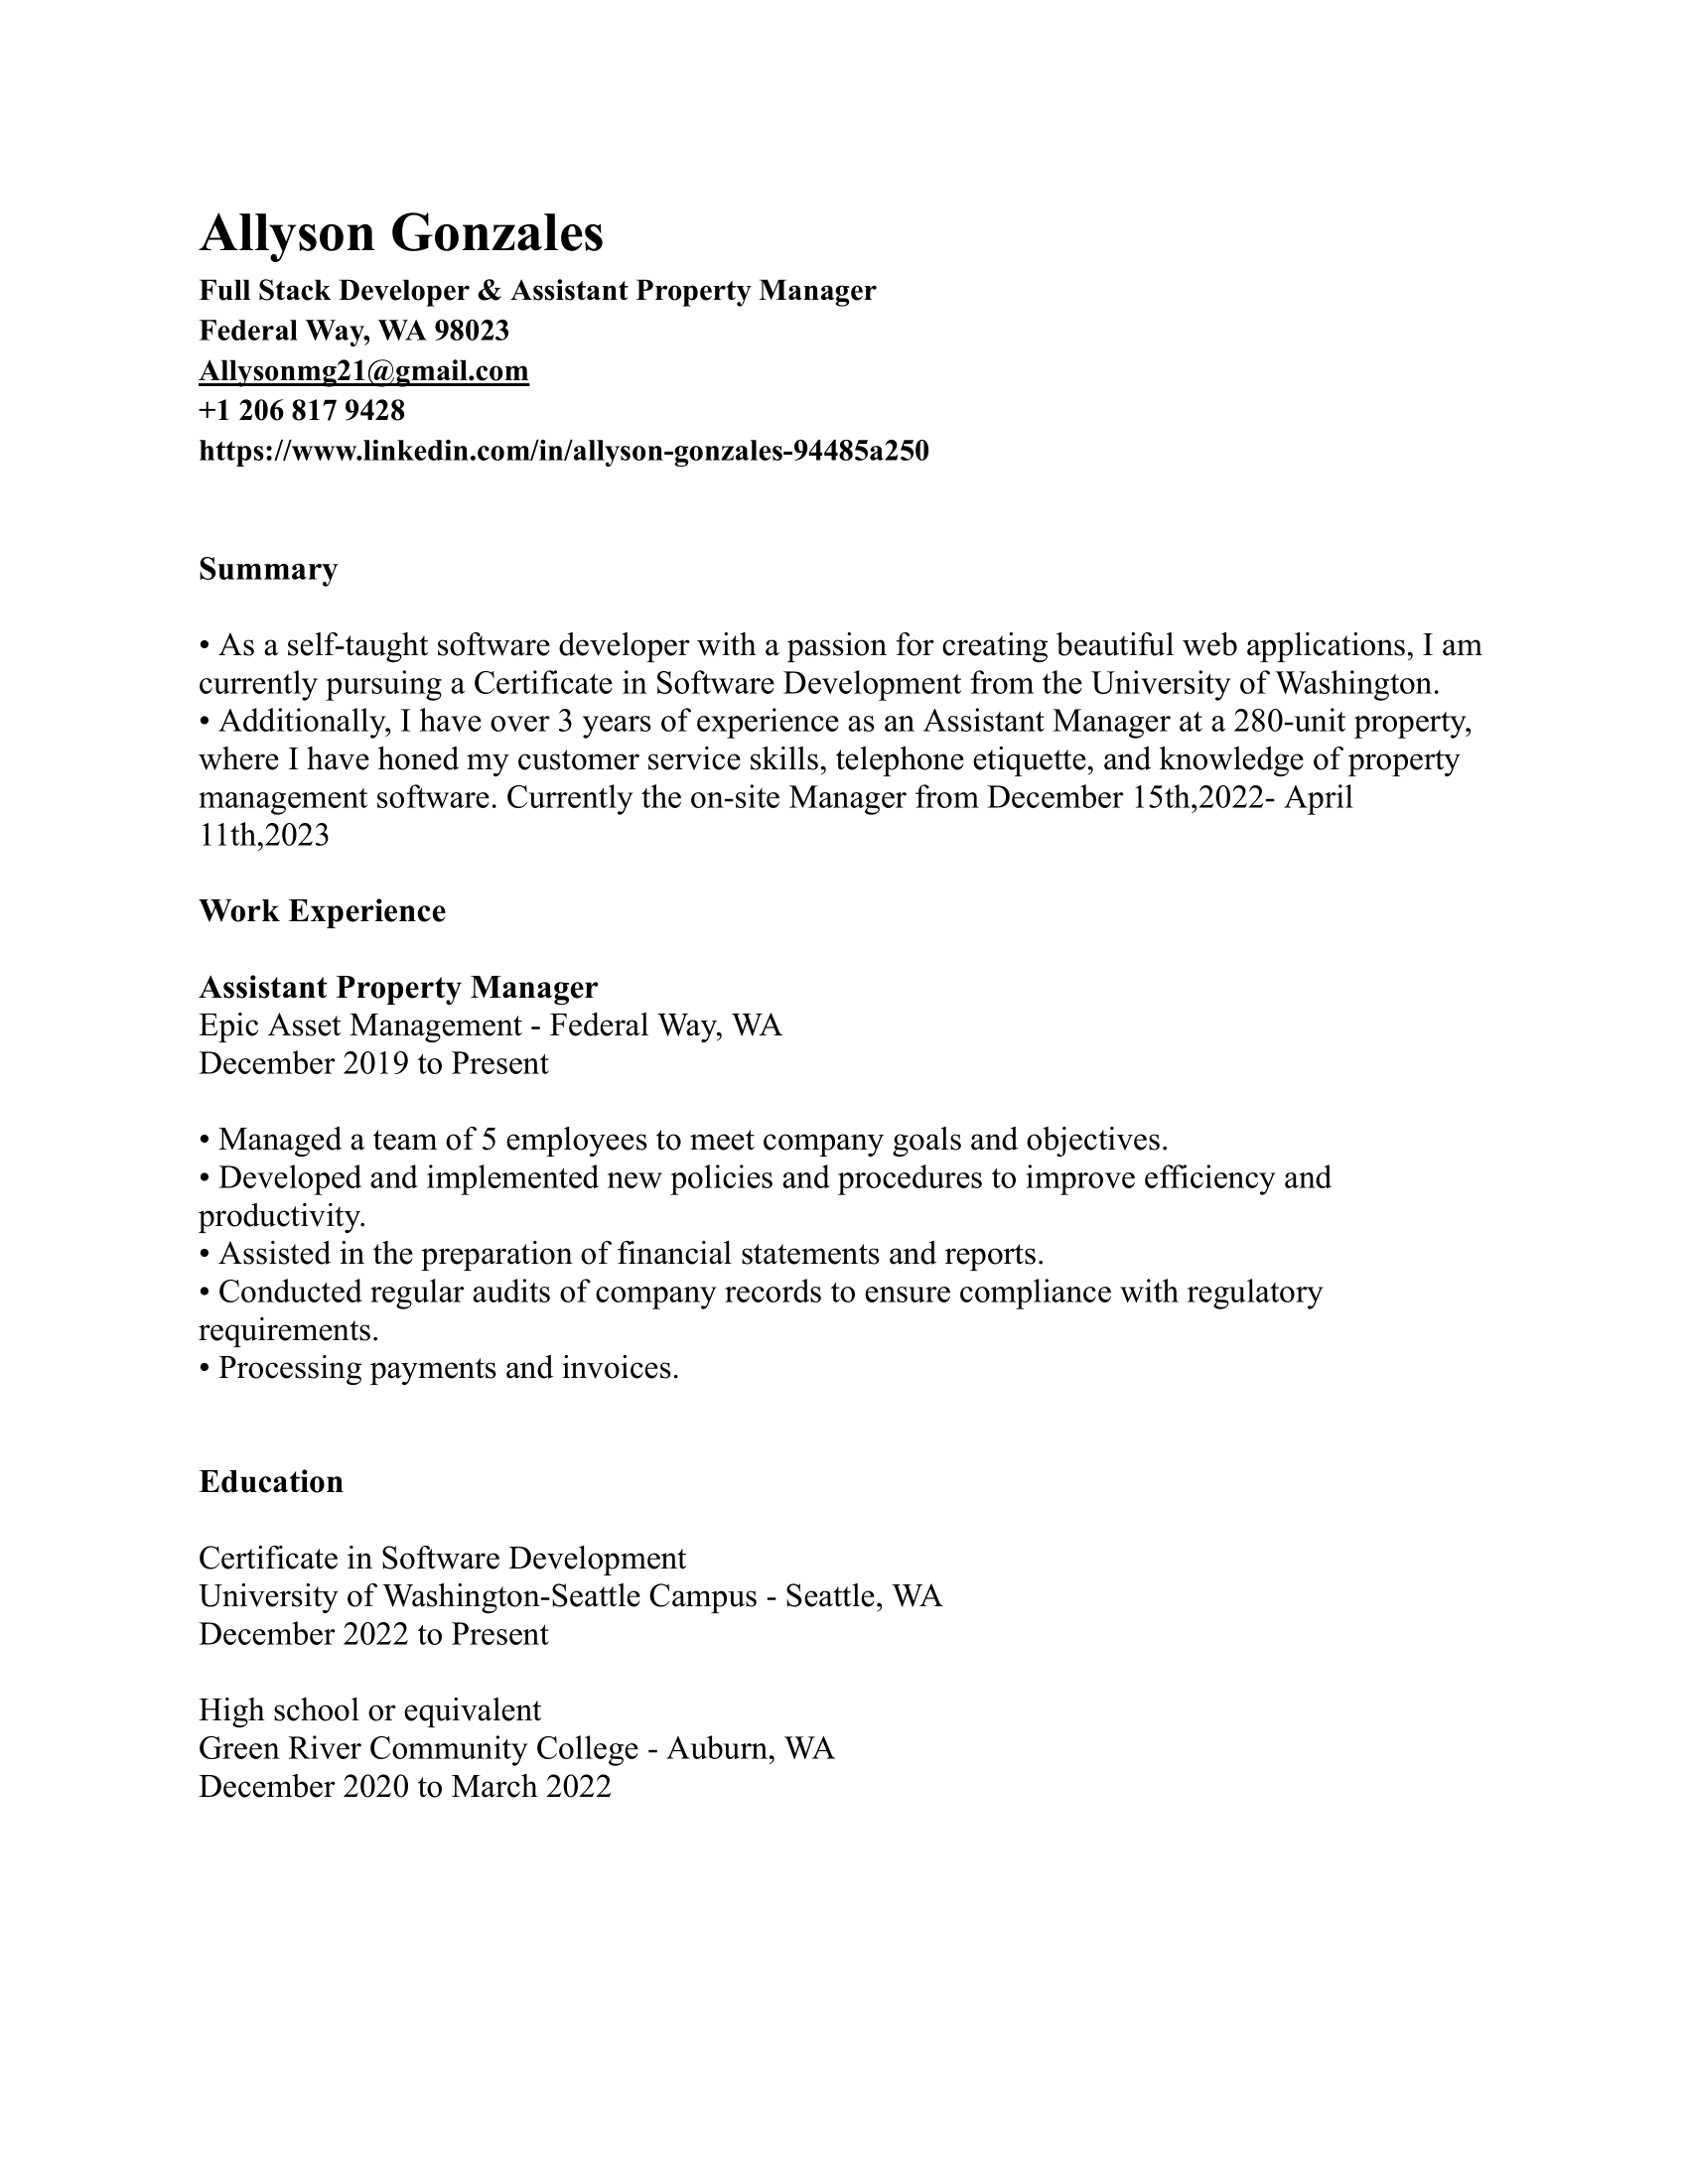 Allyson Gonzales
Full Stack Developer & Assistant Property Manager
Federal Way, WA 98023
Allysonmg21@gmail.com
+1 206 817 9428
https://www.linkedin.com/in/allyson-gonzales-94485a250
Summary
• As a self-taught software developer with a passion for creating beautiful web applications, I am
currently pursuing a Certificate in Software Development from the University of Washington.
• Additionally, I have over 3 years of experience as an Assistant Manager at a 280-unit property,
where I have honed my customer service skills, telephone etiquette, and knowledge of property
management software. Currently the on-site Manager from December 15th,2022- April
11th,2023
Work Experience
Assistant Property Manager
Epic Asset Management - Federal Way, WA
December 2019 to Present
• Managed a team of 5 employees to meet company goals and objectives.
• Developed and implemented new policies and procedures to improve efficiency and
productivity.
• Assisted in the preparation of financial statements and reports.
• Conducted regular audits of company records to ensure compliance with regulatory
requirements.
• Processing payments and invoices.
Education
Certificate in Software Development
University of Washington-Seattle Campus - Seattle, WA
December 2022 to Present
High school or equivalent
Green River Community College - Auburn, WA
December 2020 to March 2022